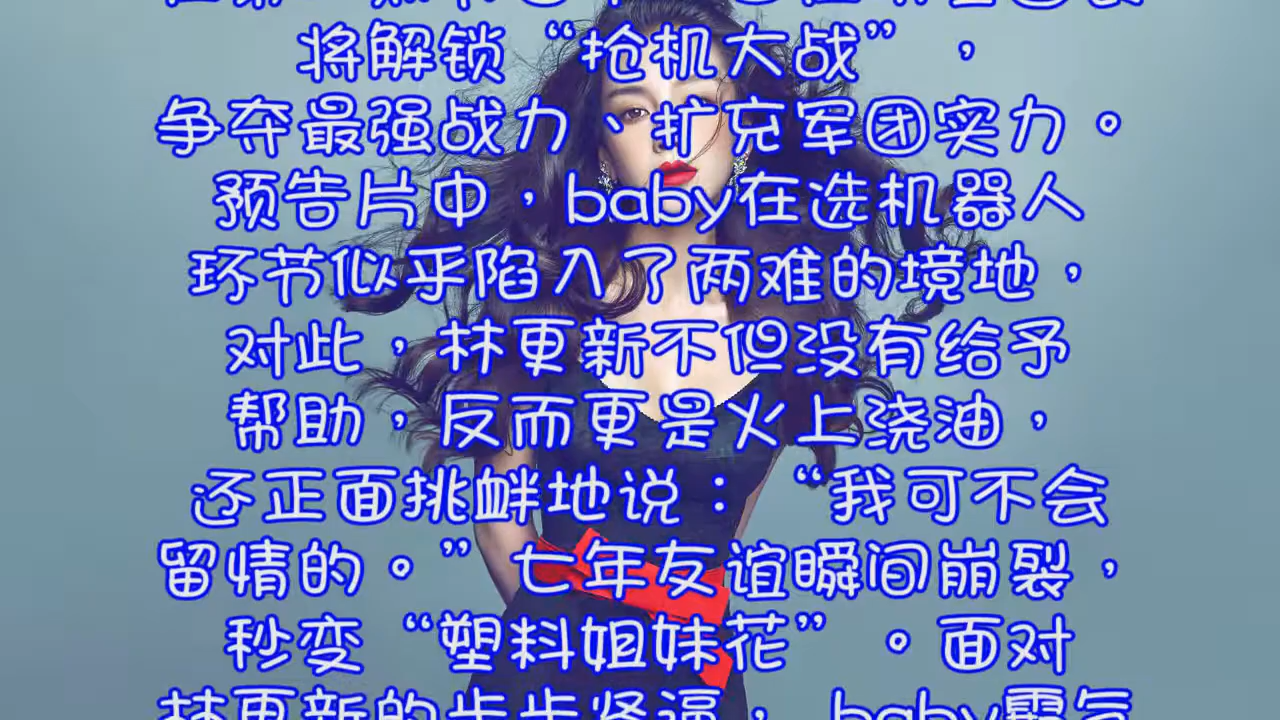 将解锁“抢机大战”，
争夺最强战力、扩充军团实力。
预告片中，baby在选机器人
环节似乎陷入了两难的境地，
对此，林更新不但没有给予
帮助，反而更是火上浇油，
还正面挑衅地说：“我可不会
留情的。”七年友谊瞬间崩裂，
秒变“塑料姐妹花”。面对
林更新的步步紧逼，baby霸气